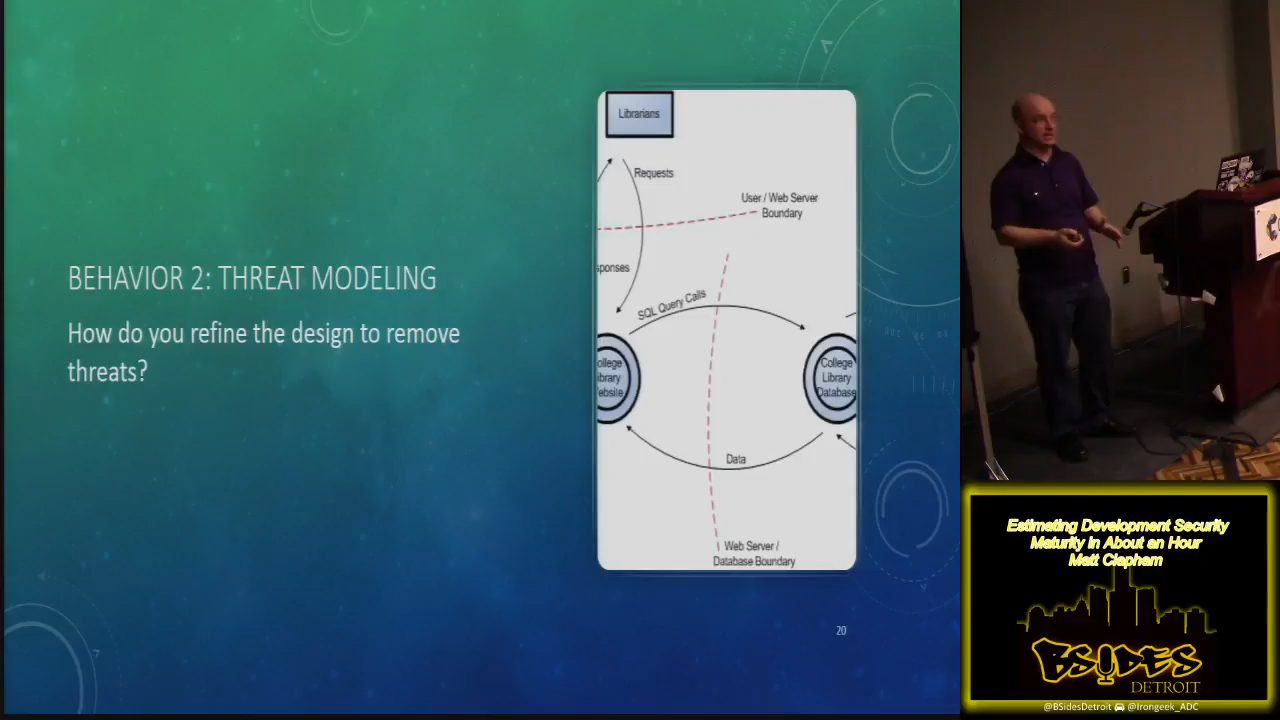 BEHAVIOR 2: THREAT MODELING
How do you refine the design to remove
threats?
Librarians
Requests
User / Web Server
Boundary
sponses
SQL Query Calls
ollege
ibrary
ebsite
College
Library
Database
Data
Web Server /
Database Boundary
20
Estimating Development Security
Maturity in About an Hour
Matt Clapham
BSIDES
DETROIT
@BSidesDetroit @Irongeek_ADC